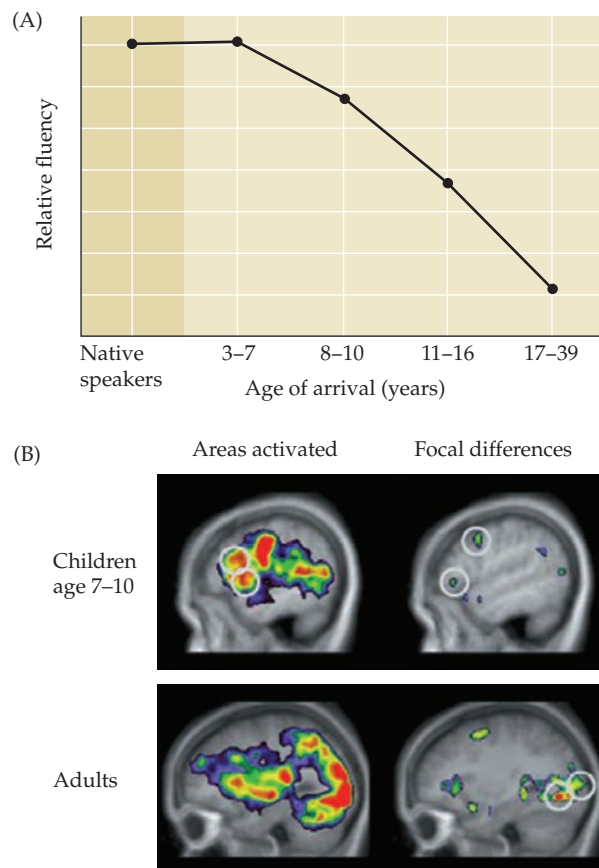 (A)
Relative fluency
Native
speakers
3–7
8–10
11–16
17–39
Age of arrival (years)
(B)
Areas activated
Focal differences
Children
age 7–10
Adults